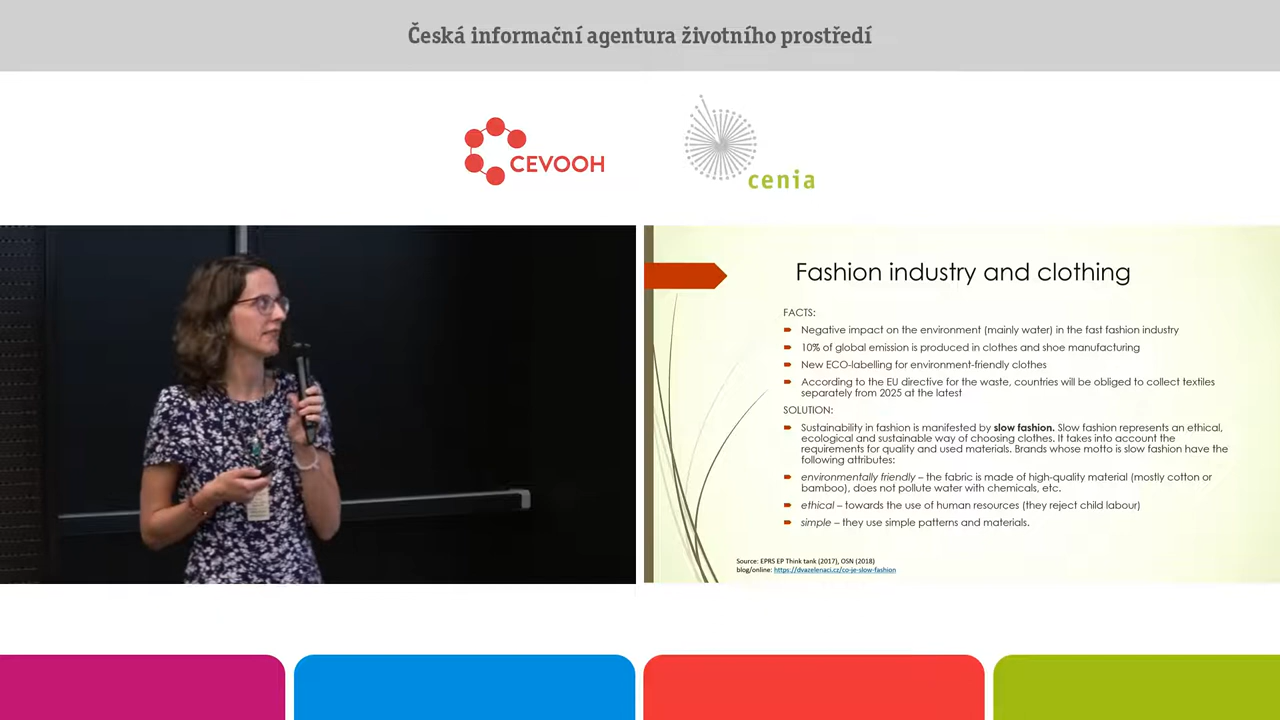 Česká informační agentura životního prostředí
CEVOOH
cenia
Fashion industry and clothing
FACTS:
Negative impact on the environment (mainly water) in the fast fashion industry
10% of global emission is produced in clothes and shoe manufacturing
New ECO-labelling for environment-friendly clothes
According to the EU directive for the waste, countries will be obliged to collect textiles
separately from 2025 at the latest
SOLUTION:
Sustainability in fashion is manifested by slow fashion. Slow fashion represents an ethical,
ecological and sustainable way of choosing clothes. It takes into account the
requirements for quality and used materials. Brands whose motto is slow fashion have the
following attributes:
environmentally friendly – the fabric is made of high-quality material (mostly cotton or
bamboo), does not pollute water with chemicals, etc.
ethical – towards the use of human resources (they reject child labour)
simple – they use simple patterns and materials.
Source: EPRS EP Think tank (2017), OSN (2018)
blog/online: https://dvazelenaci.cz/co-je-slow-fashion